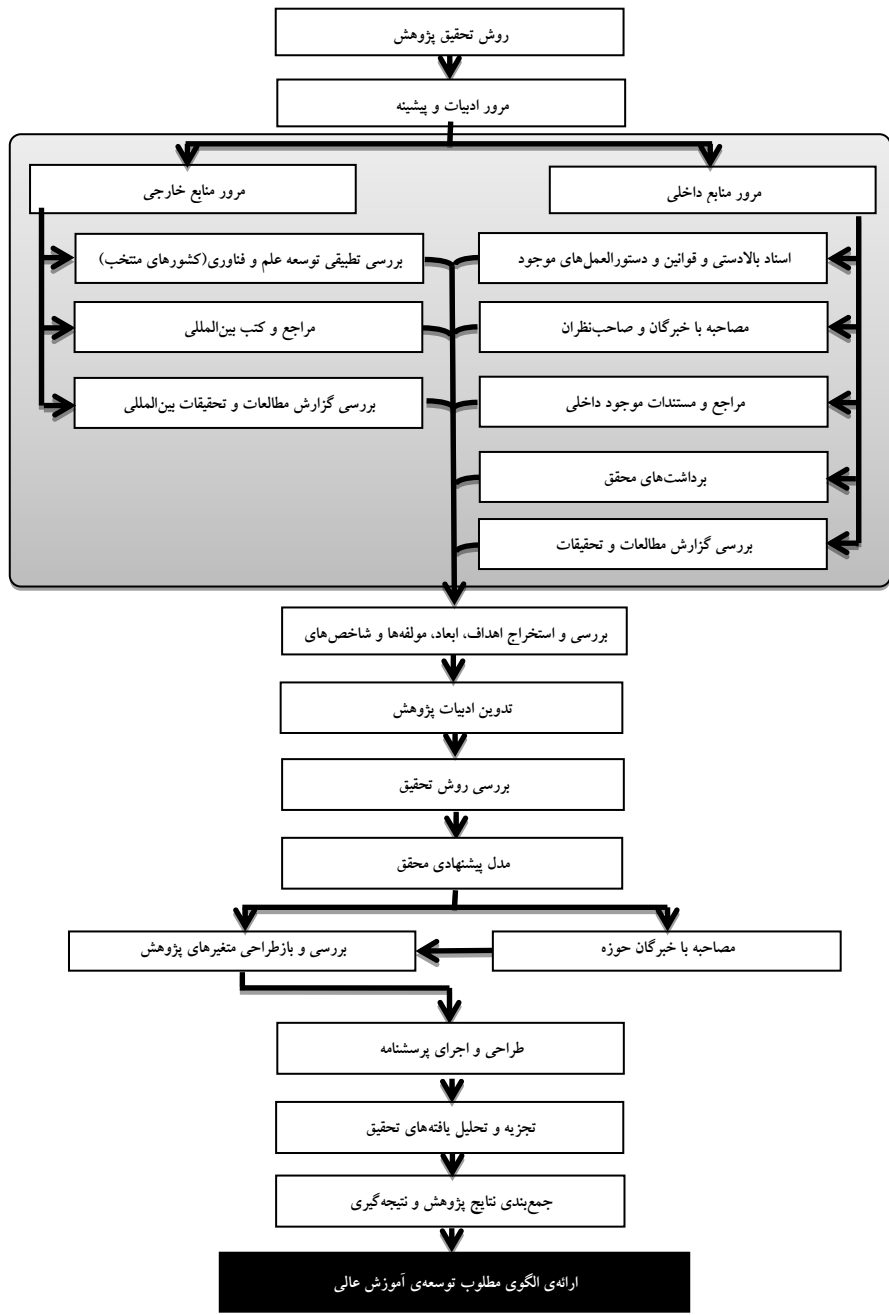 روش تحقیق پژوهش
مرور ادبیات و پیشینه
مرور منابع داخلی
مرور منابع خارجی
اسناد بالادستی و قوانین و دستورالعمل‌های موجود
مصاحبه با خبرگان و صاحب‌نظران
مراجع و مستندات موجود داخلی
برداشت‌های محقق
بررسی گزارش مطالعات و تحقیقات
بررسی تطبیقی توسعه علم و فناوری(کشورهای منتخب)
مراجع و کتب بین‌المللی
بررسی گزارش مطالعات و تحقیقات بین‌المللی
بررسی و استخراج اهداف، ابعاد، مولفه‌ها و شاخص‌های
تدوین ادبیات پژوهش
بررسی روش تحقیق
مدل پیشنهادی محقق
مصاحبه با خبرگان حوزه
بررسی و بازطراحی متغیرهای پژوهش
طراحی و اجرای پرسشنامه
تجزیه و تحلیل یافته‌های تحقیق
جمع‌بندی نتایج پژوهش و نتیجه‌گیری
ارائه‌ی الگوی مطلوب توسعه‌ی آموزش عالی